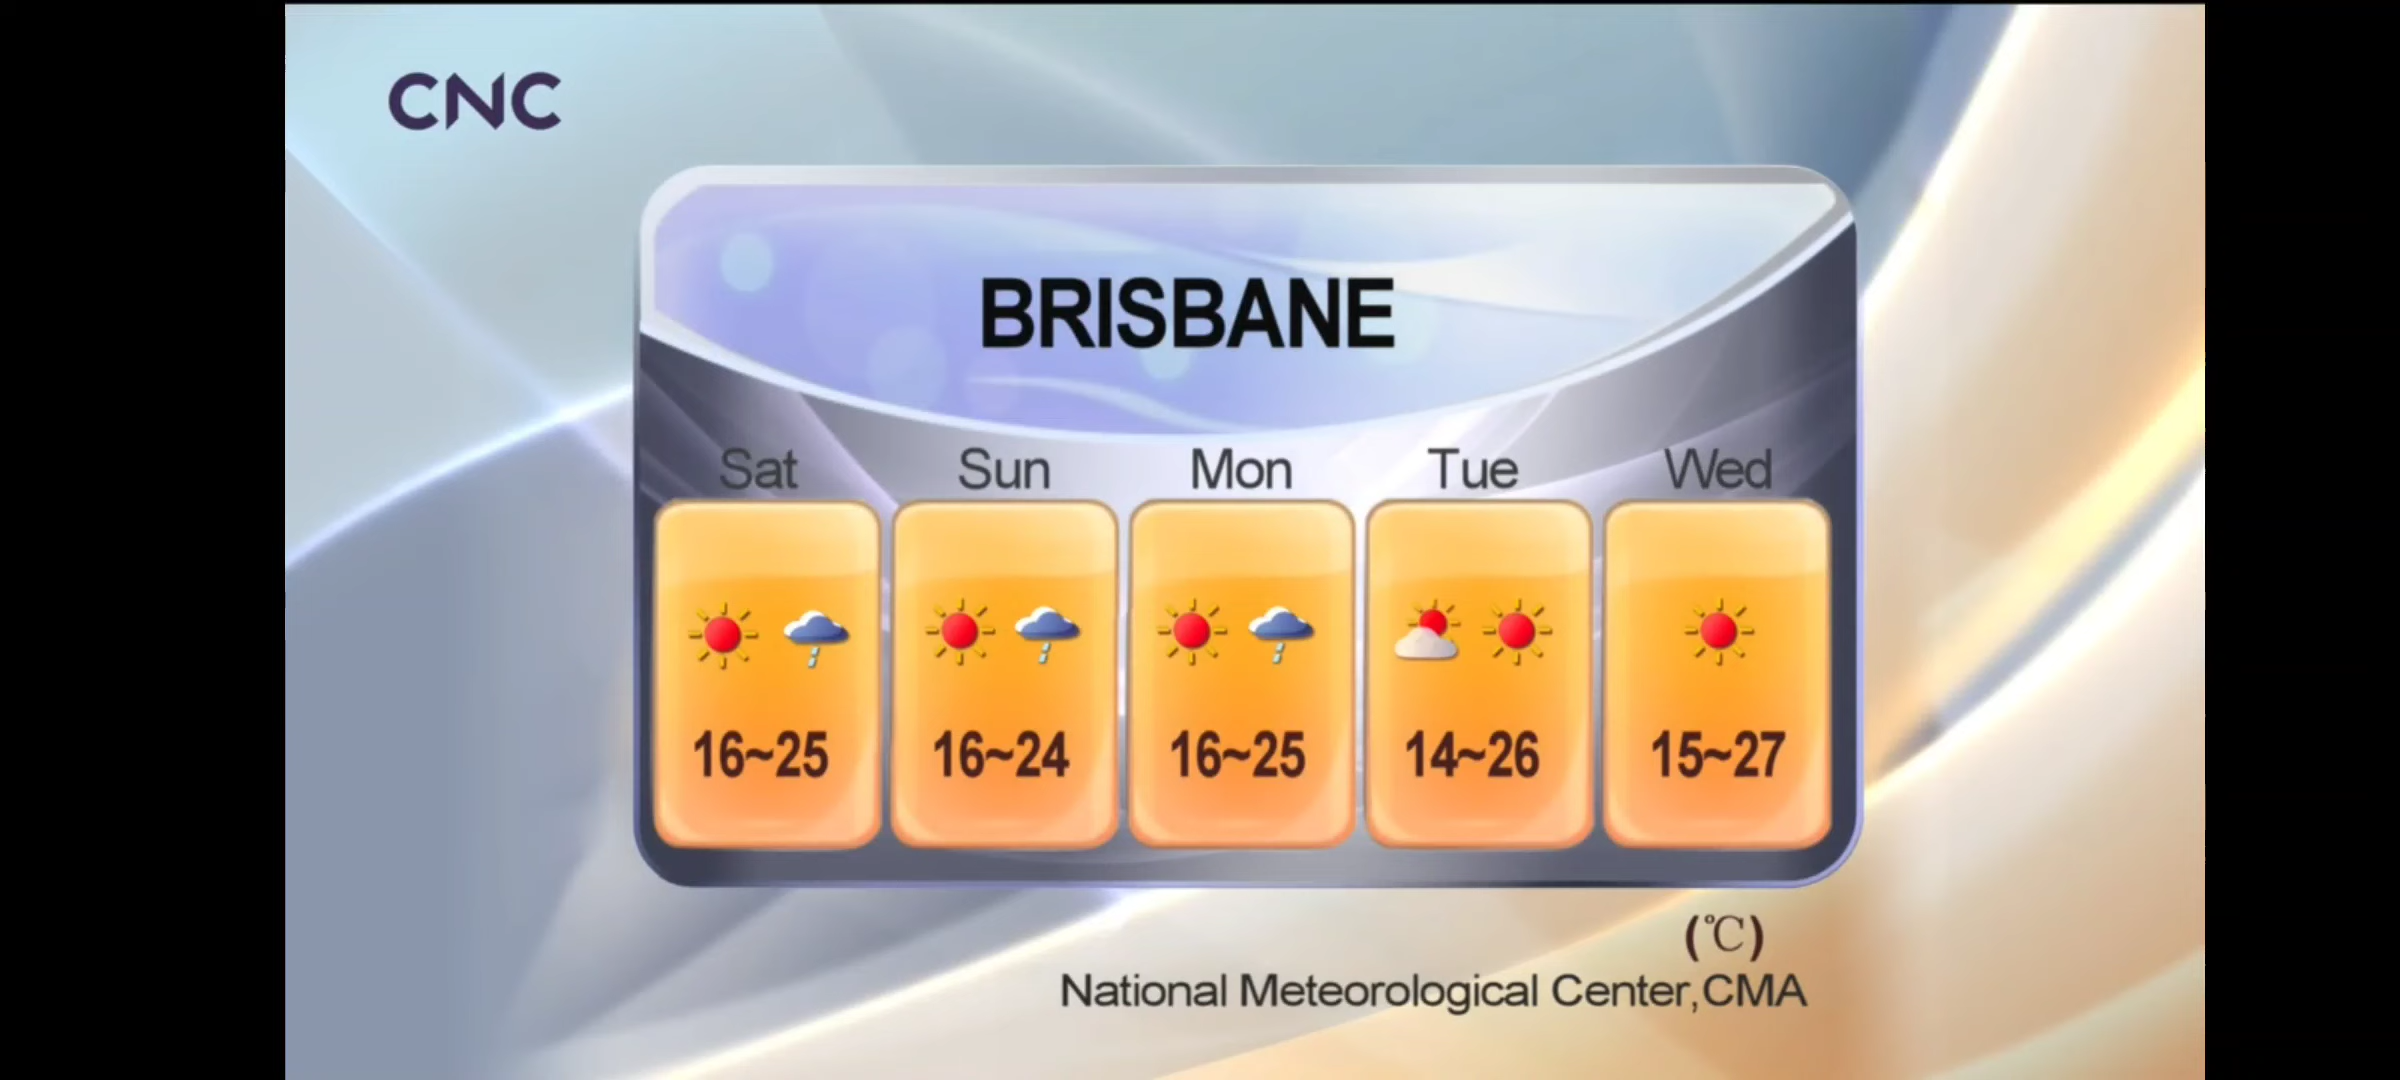 CNC
BRISBANE
Sat Sun Mon Tue Wed
16~25 16~24 16~25 14~26 15~27
(℃)
National Meteorological Center,CMA